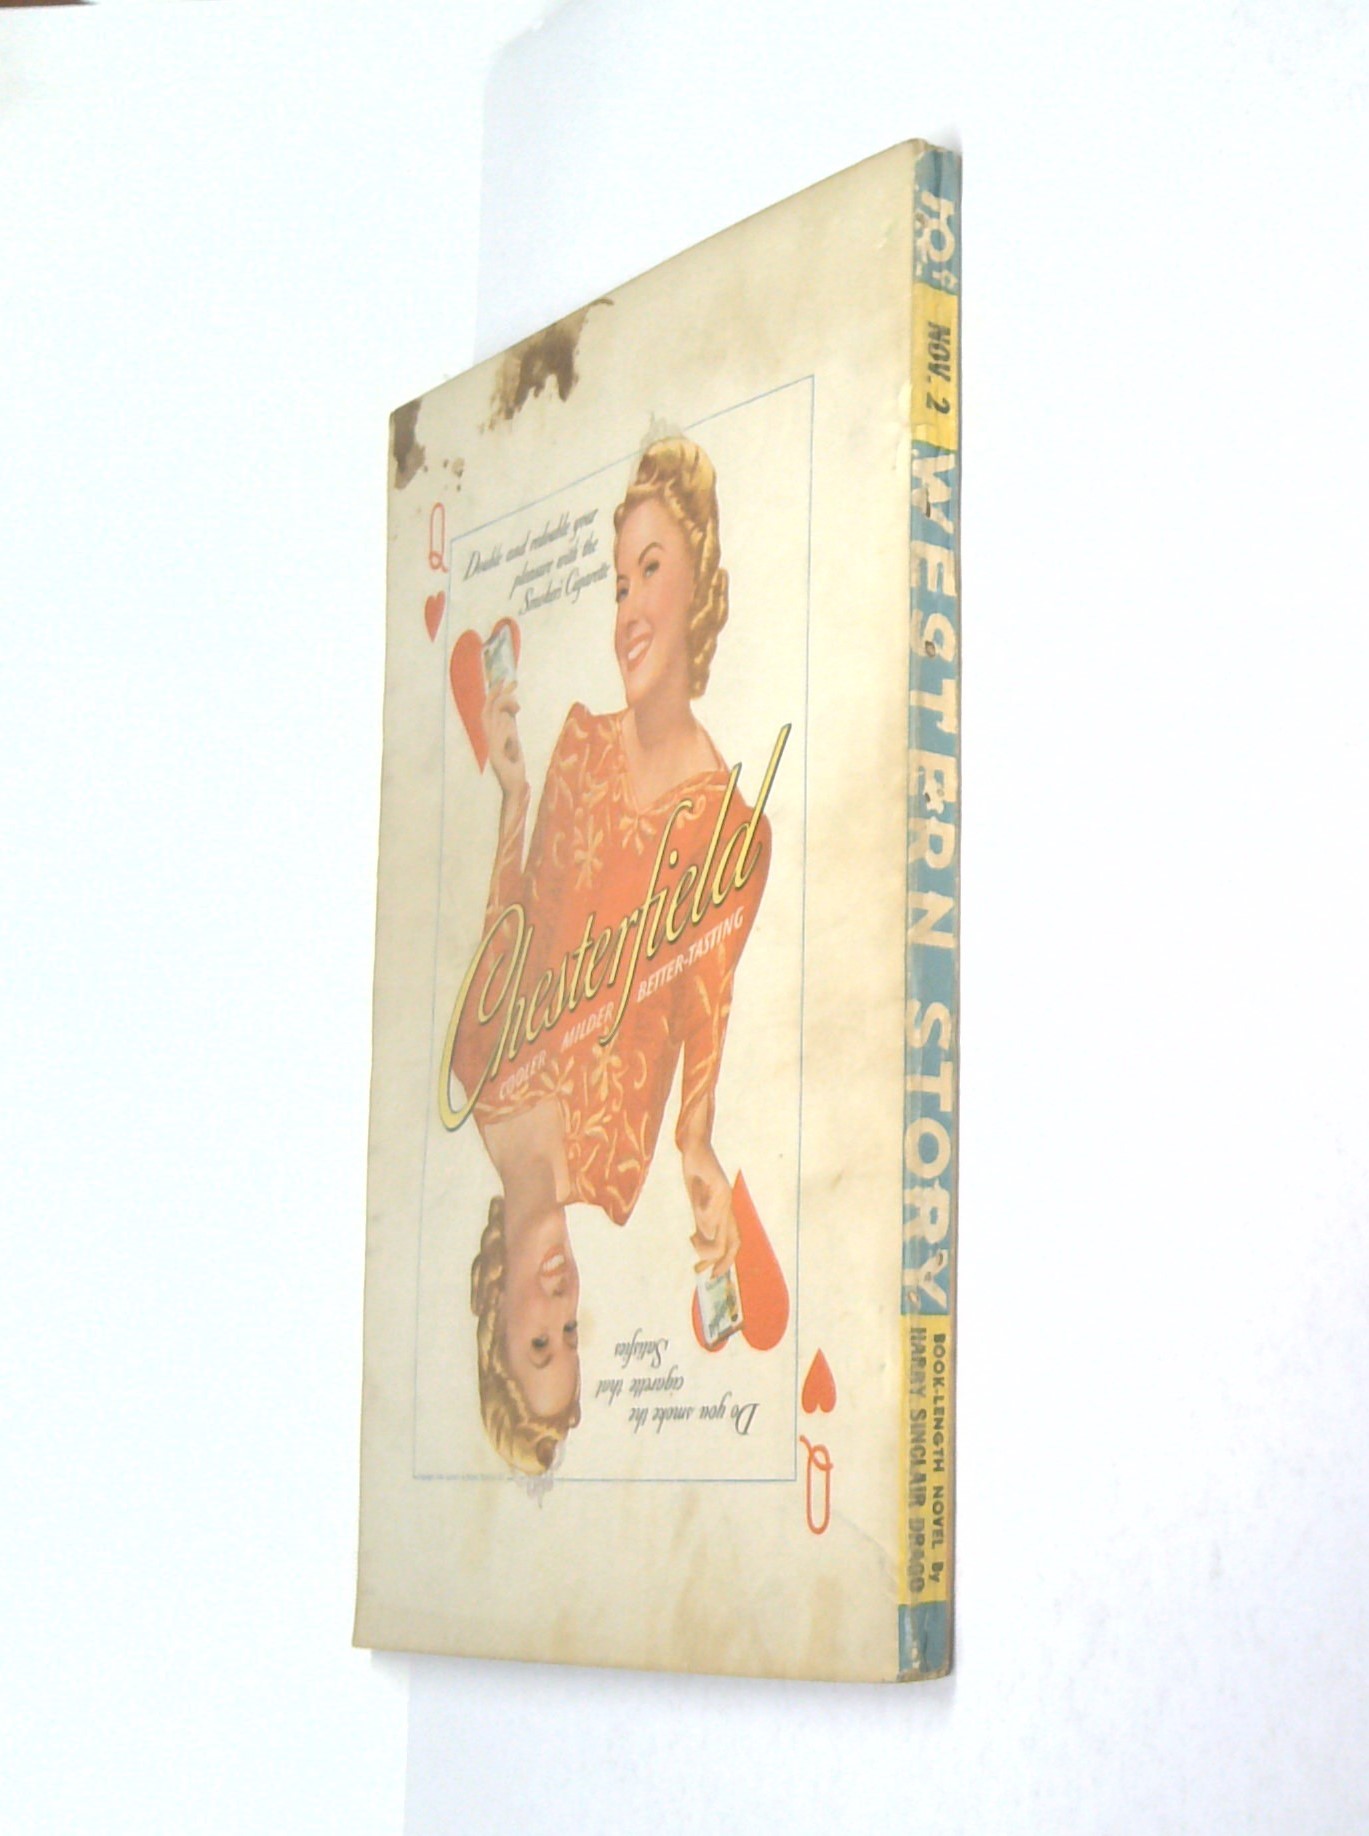 Q
Double and redouble your
pleasure with the
Smokers' Cigarette
Chesterfield
COOLER MILDER BETTER-TASTING
Do you smoke the
cigarette that
Satisfies
Q
10¢
NOV. 2
WESTERN STORY
BOOK-LENGTH NOVEL By
HARRY SINCLAIR DRAGO